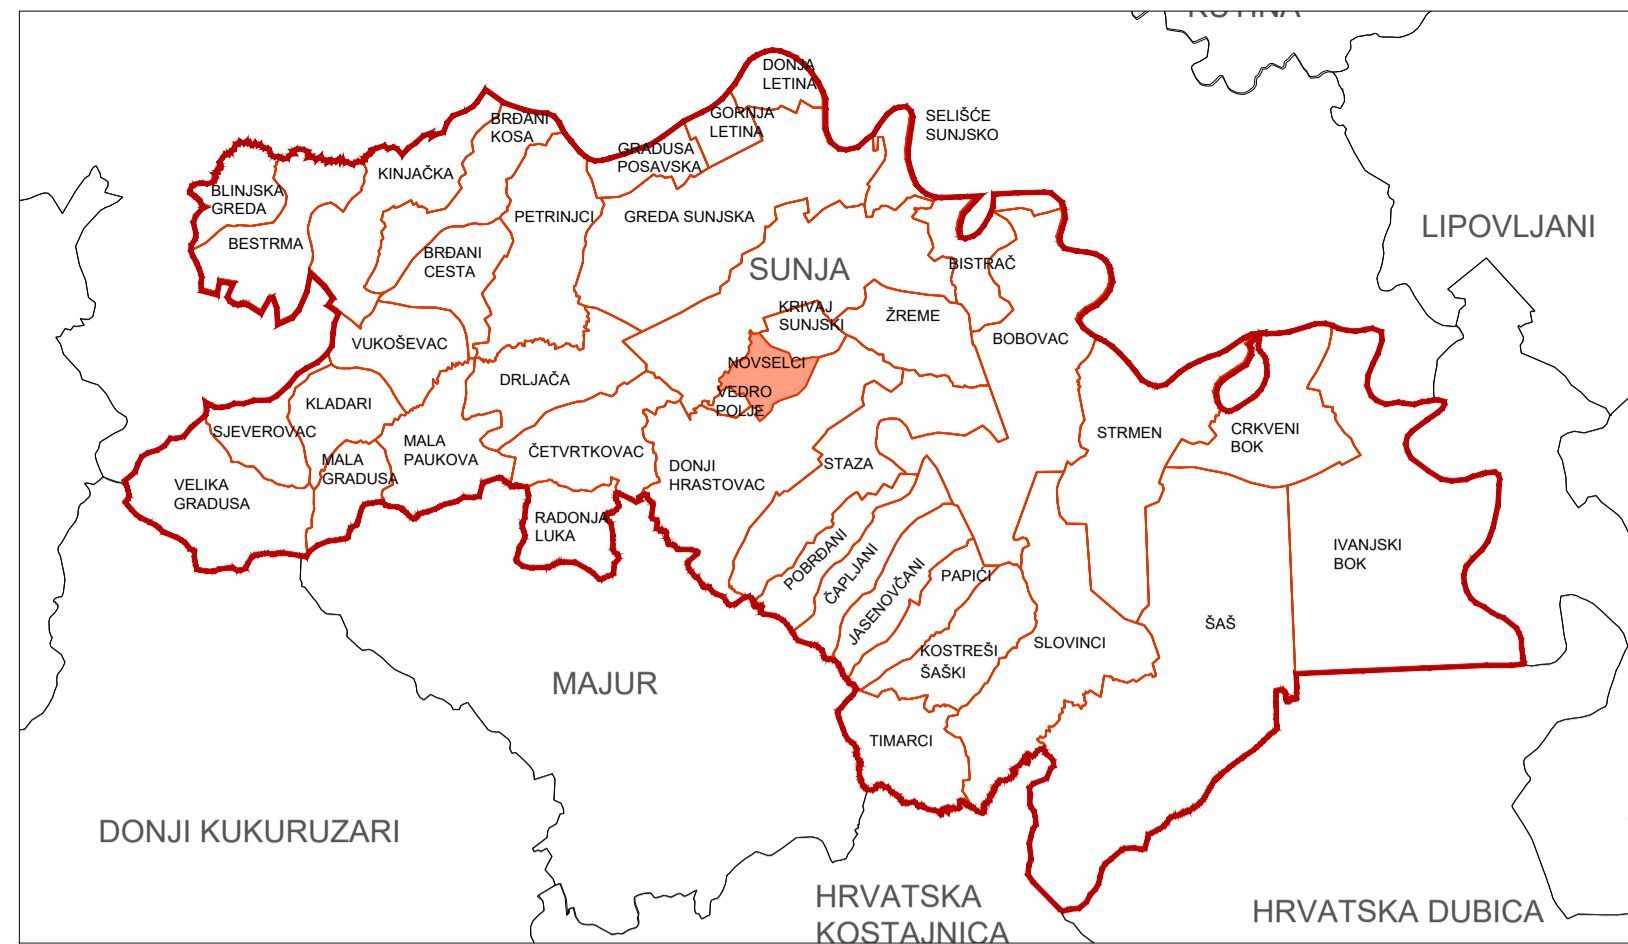 KUTINA
DONJA
LETINA
GORNJA
LETINA
SELIŠĆE
SUNJSKO
BRĐANI
KOSA
GRADUSA
POSAVSKA
KINJAČKA
BLINJSKA
GREDA
PETRINJCI
GREDA SUNJSKA
LIPOVLJANI
BESTRMA
BRĐANI
CESTA
SUNJA
BISTRAČ
KRIVAJ
SUNJSKI
ŽREME
VUKOŠEVAC
BOBOVAC
NOVSELCI
DRLJAČA
VEDRO
POLJE
KLADARI
SJEVEROVAC
MALA
PAUKOVA
ČETVRTKOVAC
STRMEN
CRKVENI
BOK
MALA
GRADUSA
DONJI
HRASTOVAC
STAZA
VELIKA
GRADUSA
RADONJA
LUKA
IVANJSKI
BOK
POBRĐANI
ČAPLJANI
JASENOVČANI
PAPIĆI
ŠAŠ
SLOVINCI
KOSTREŠI
ŠAŠKI
MAJUR
TIMARCI
DONJI KUKURUZARI
HRVATSKA
KOSTAJNICA
HRVATSKA DUBICA